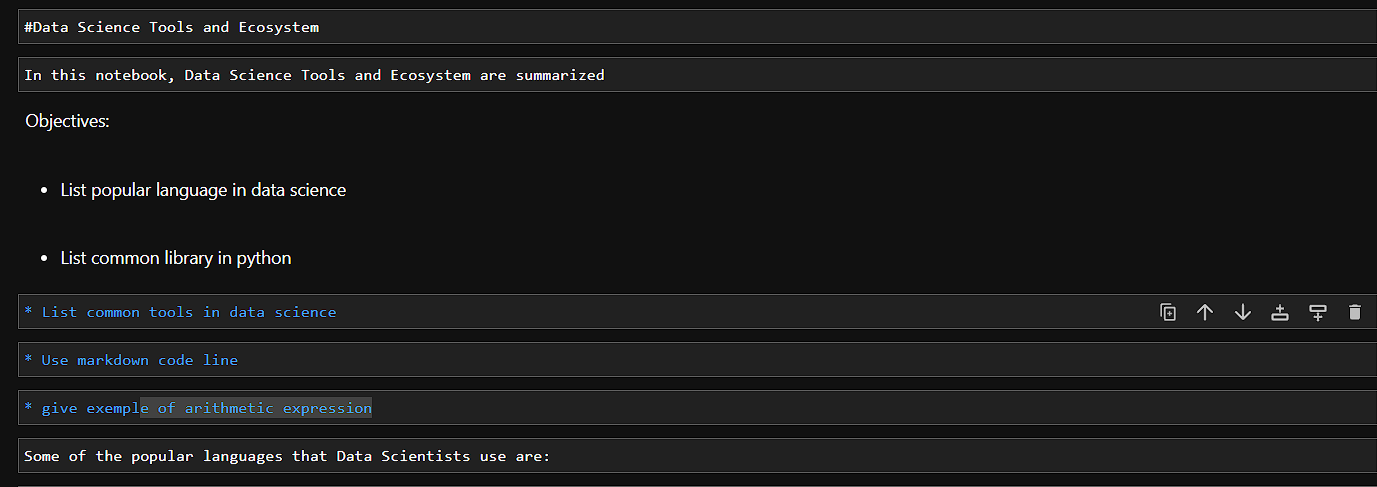 #Data Science Tools and Ecosystem
In this notebook, Data Science Tools and Ecosystem are summarized
Objectives:
• List popular language in data science
• List common library in python
* List common tools in data science
* Use markdown code line
* give exemple of arithmetic expression
Some of the popular languages that Data Scientists use are: